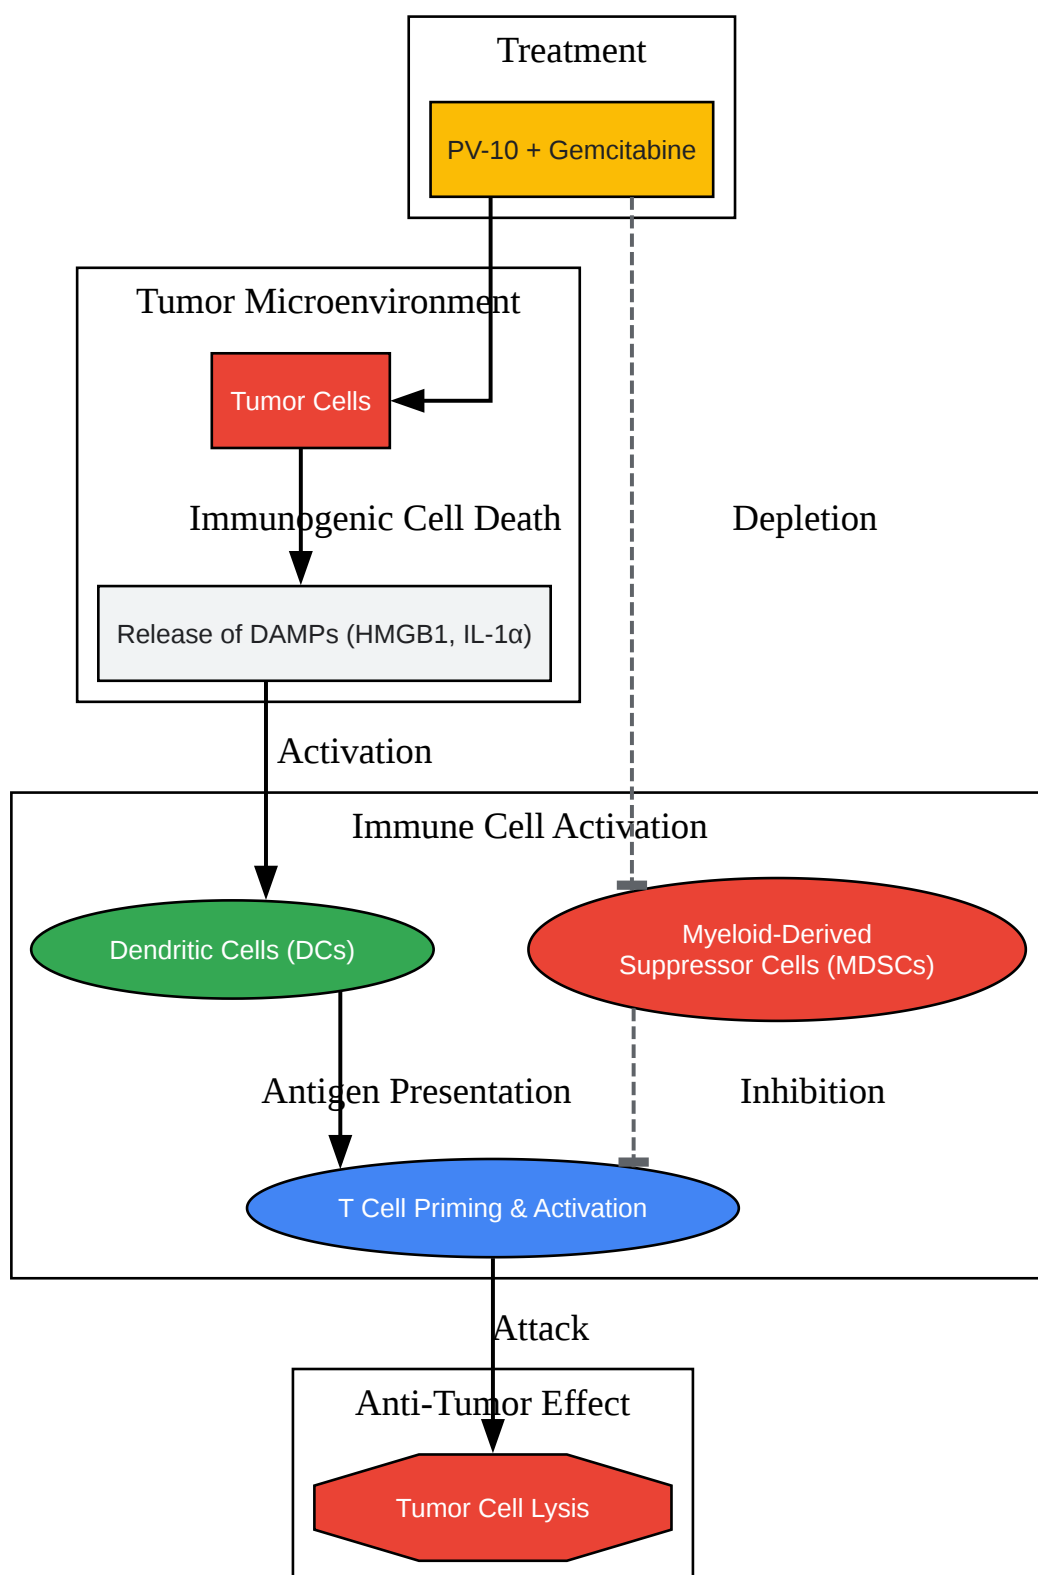 Treatment
PV-10 + Gemcitabine
Tumor Microenvironment
Tumor Cells
Immunogenic Cell Death
Depletion
Release of DAMPs (HMGB1, IL-1α)
Activation
Immune Cell Activation
Dendritic Cells (DCs)
Myeloid-Derived
Suppressor Cells (MDSCs)
Antigen Presentation
Inhibition
T Cell Priming & Activation
Attack
Anti-Tumor Effect
Tumor Cell Lysis